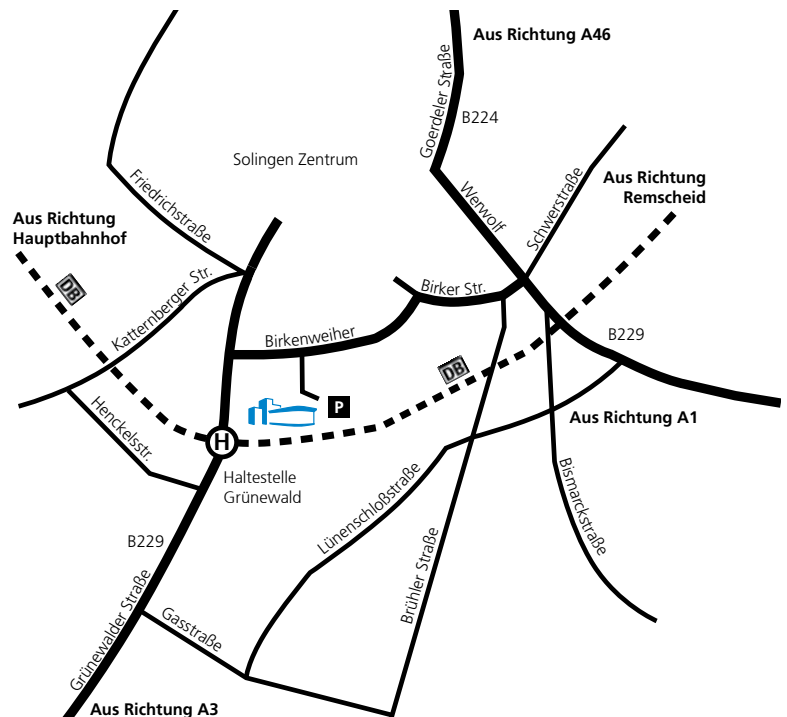 Aus Richtung A46
Goerdeler Straße
B224
Solingen Zentrum
Friedrichstraße
Werwolf
Schwerstraße
Aus Richtung
Remscheid
Aus Richtung
Hauptbahnhof
DB
Katternberger Str.
Birker Str.
Birkenweiher
B229
DB
P
Henckelsstr.
Aus Richtung A1
H
Haltestelle
Grünewald
Lünenschloßstraße
Bismarckstraße
B229
Brühler Straße
Grünewalder Straße
Gasstraße
Aus Richtung A3